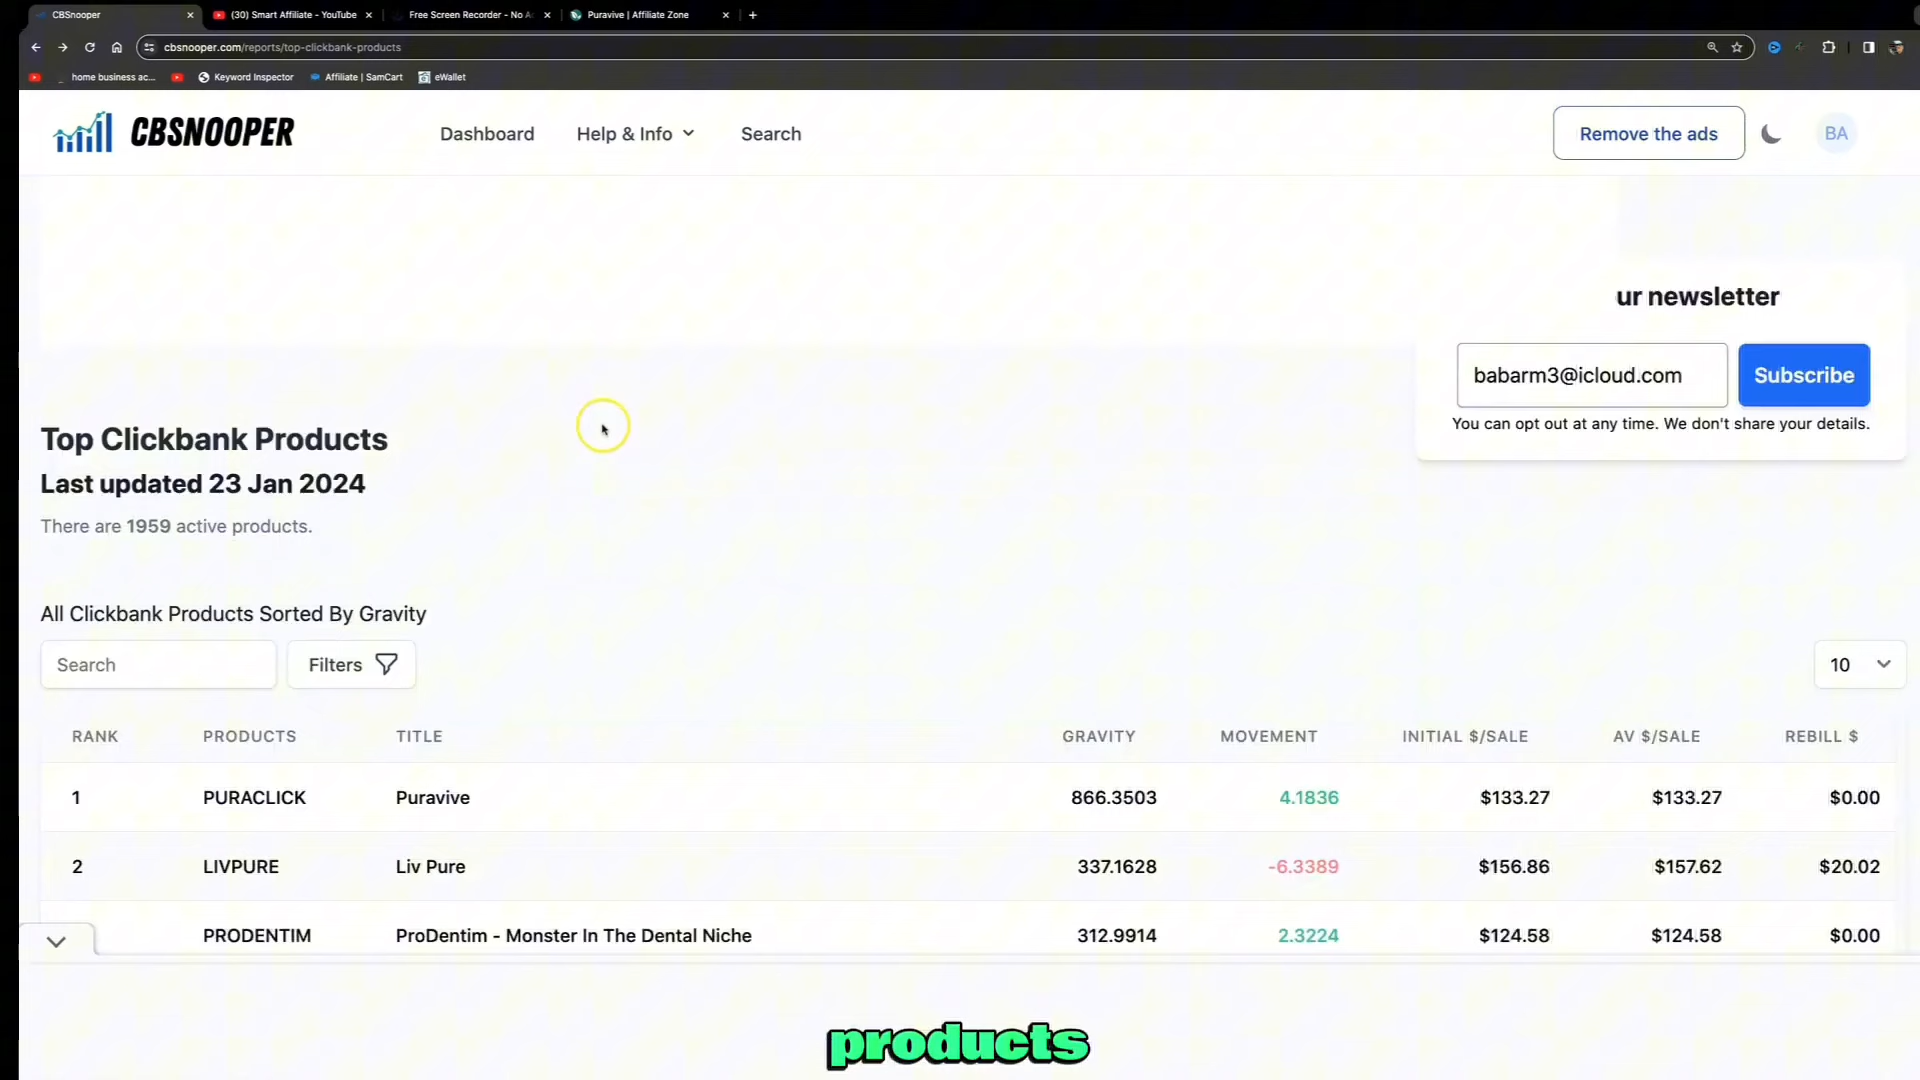 CBSnooper
(30) Smart Affiliate - YouTube
Free Screen Recorder - No A
Puravive | Affiliate Zone
cbsnooper.com/reports/top-clickbank-products
home business ac...
Keyword Inspector
Affiliate | SamCart
eWallet
CBSNOOPER
Dashboard
Help & Info
Search
Remove the ads
BA
ur newsletter
babarm3@icloud.com
Subscribe
You can opt out at any time. We don't share your details.
Top Clickbank Products
Last updated 23 Jan 2024
There are 1959 active products.
All Clickbank Products Sorted By Gravity
Search
Filters
10
RANK PRODUCTS TITLE GRAVITY MOVEMENT INITIAL $/SALE AV $/SALE REBILL $
1 PURACLICK Puravive 866.3503 4.1836 $133.27 $133.27 $0.00
2 LIVPURE Liv Pure 337.1628 -6.3389 $156.86 $157.62 $20.02
PRODENTIM ProDentim - Monster In The Dental Niche 312.9914 2.3224 $124.58 $124.58 $0.00
products